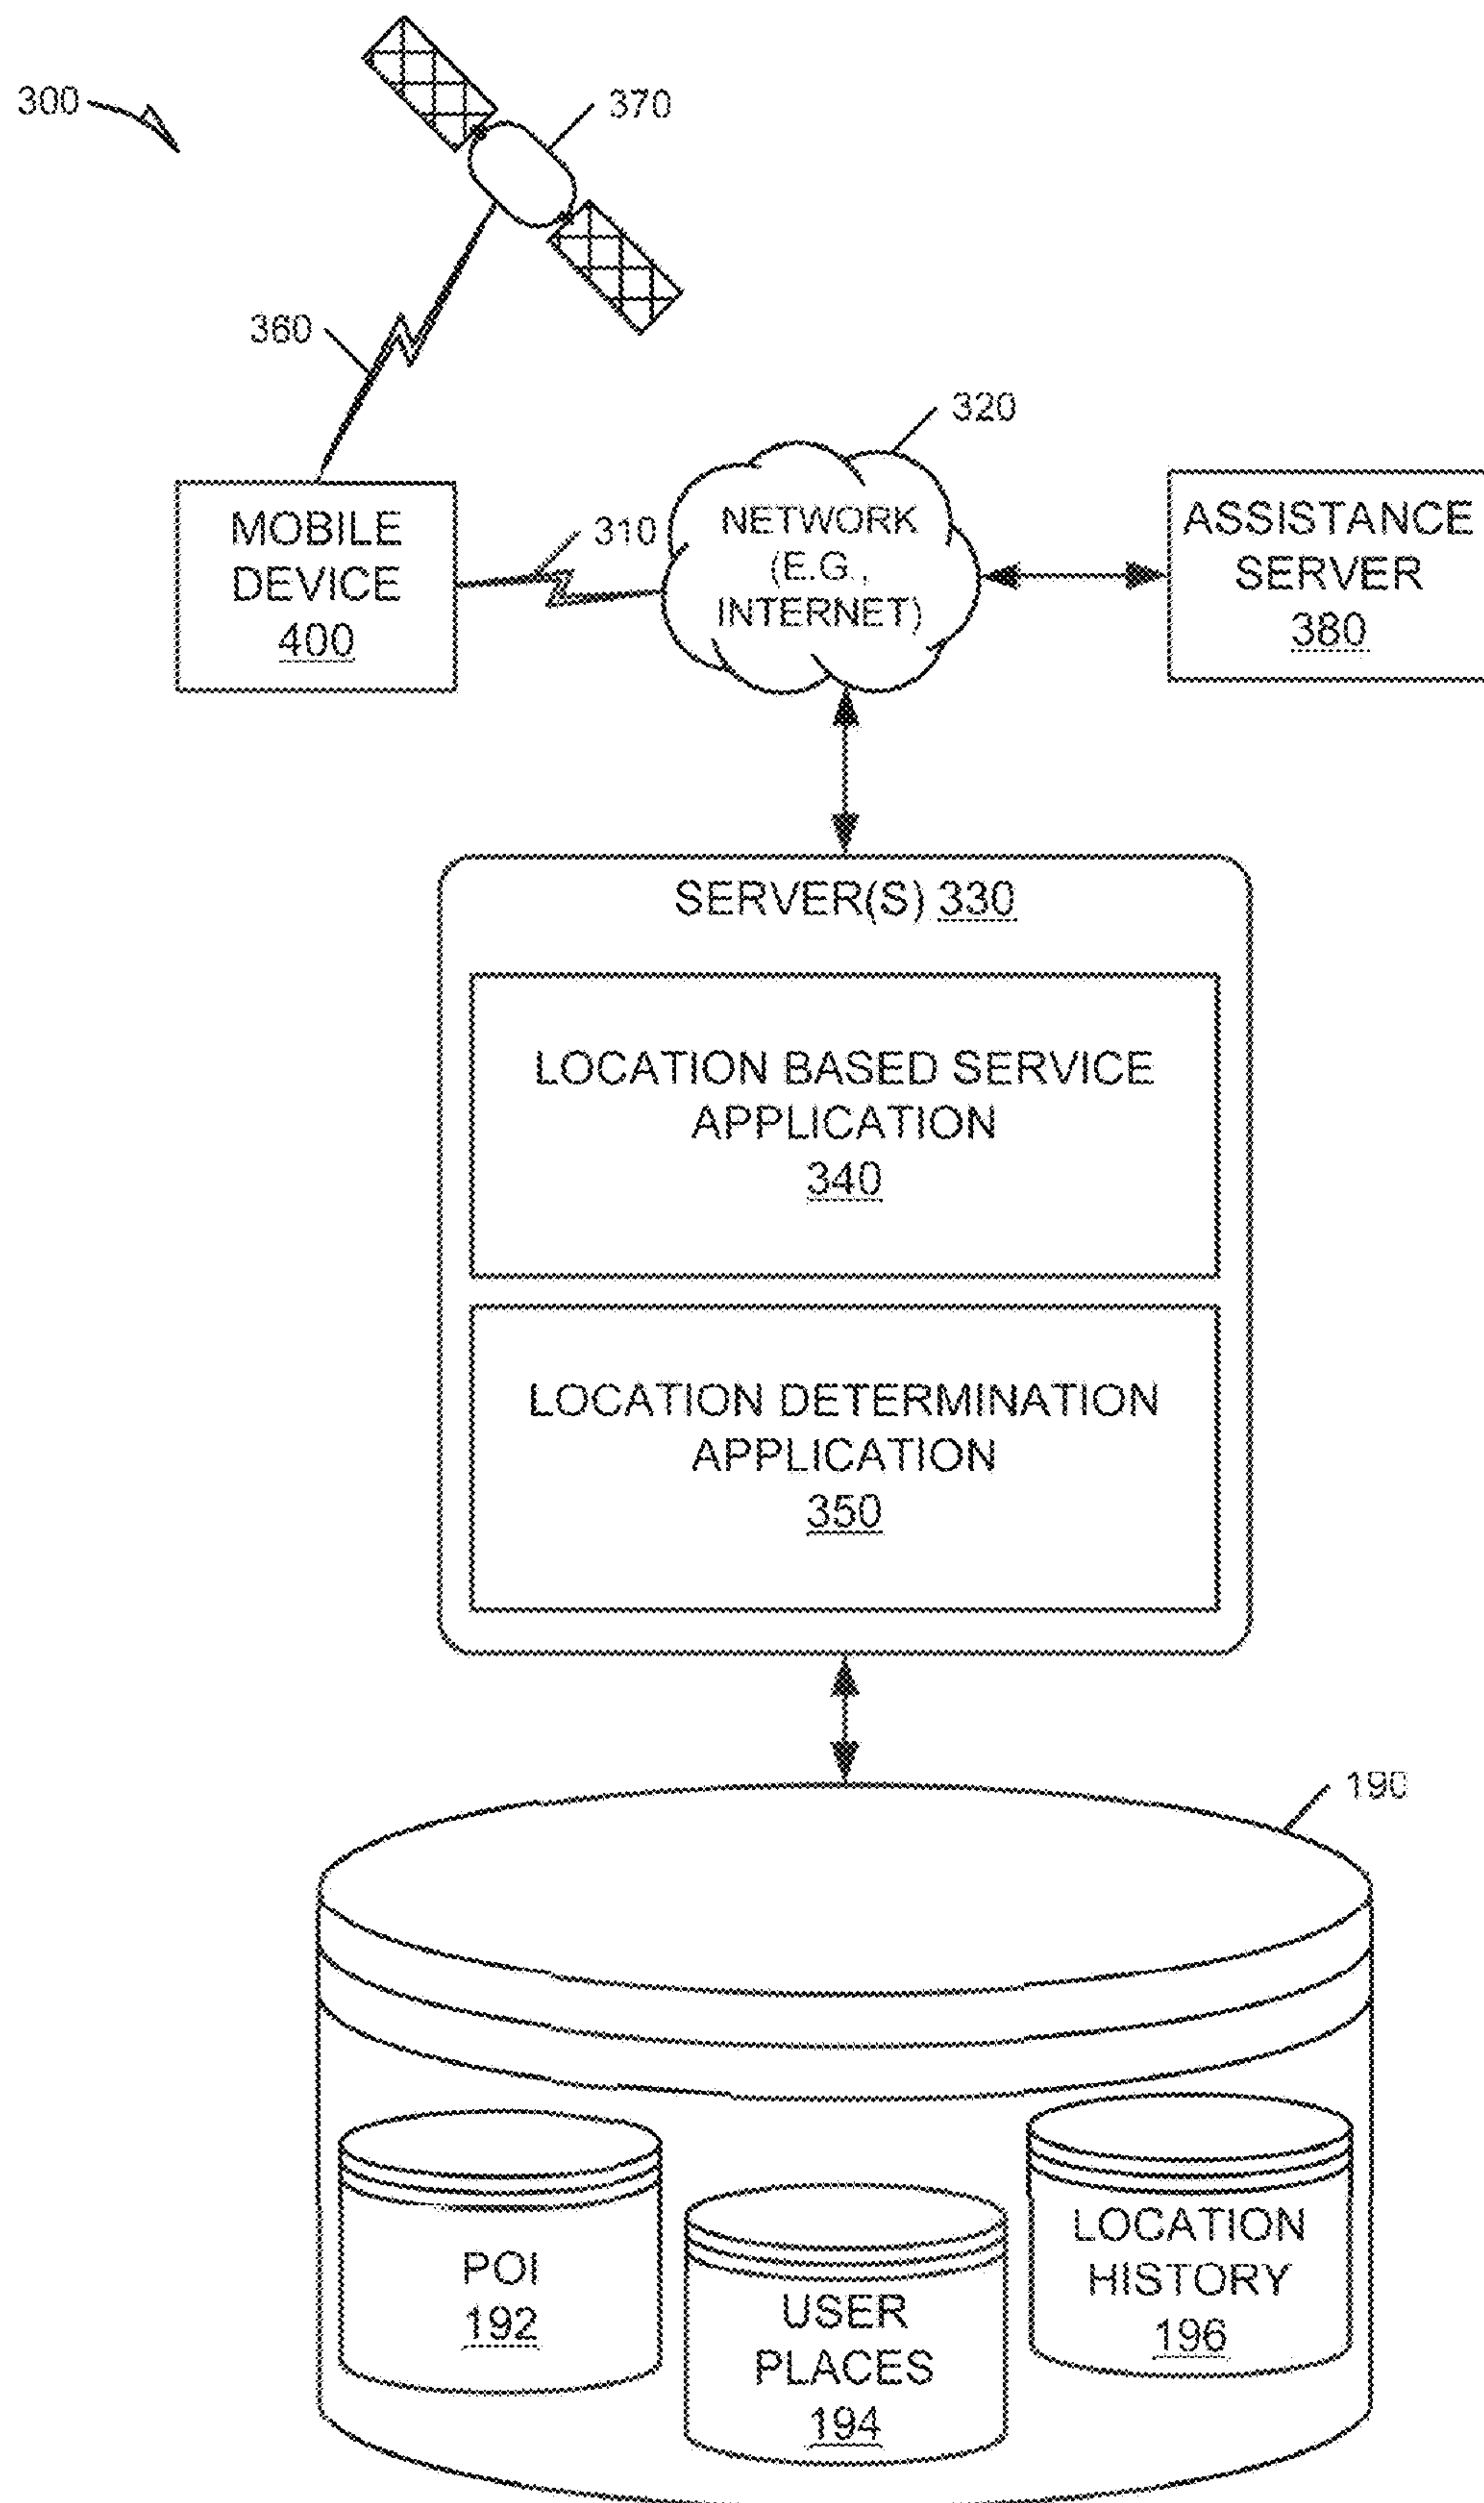 300
370
360
320
MOBILE
DEVICE
400
310
NETWORK
(E.G.,
INTERNET)
ASSISTANCE
SERVER
380
SERVER(S) 330
LOCATION BASED SERVICE
APPLICATION
340
LOCATION DETERMINATION
APPLICATION
350
190
POI
192
USER
PLACES
194
LOCATION
HISTORY
196